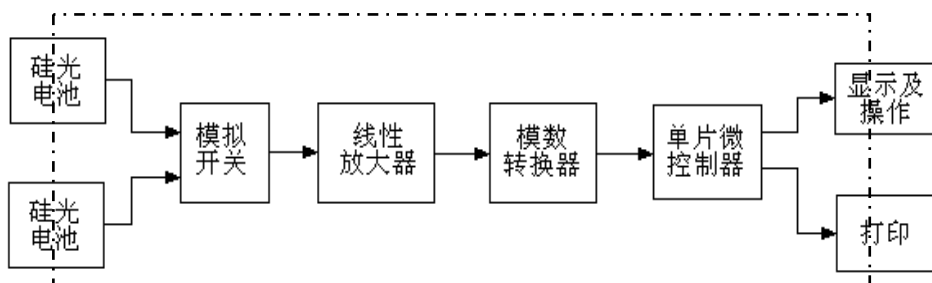 硅光
电池
硅光
电池
模拟
开关
线性
放大器
模数
转换器
单片微
控制器
显示及
操作
打印